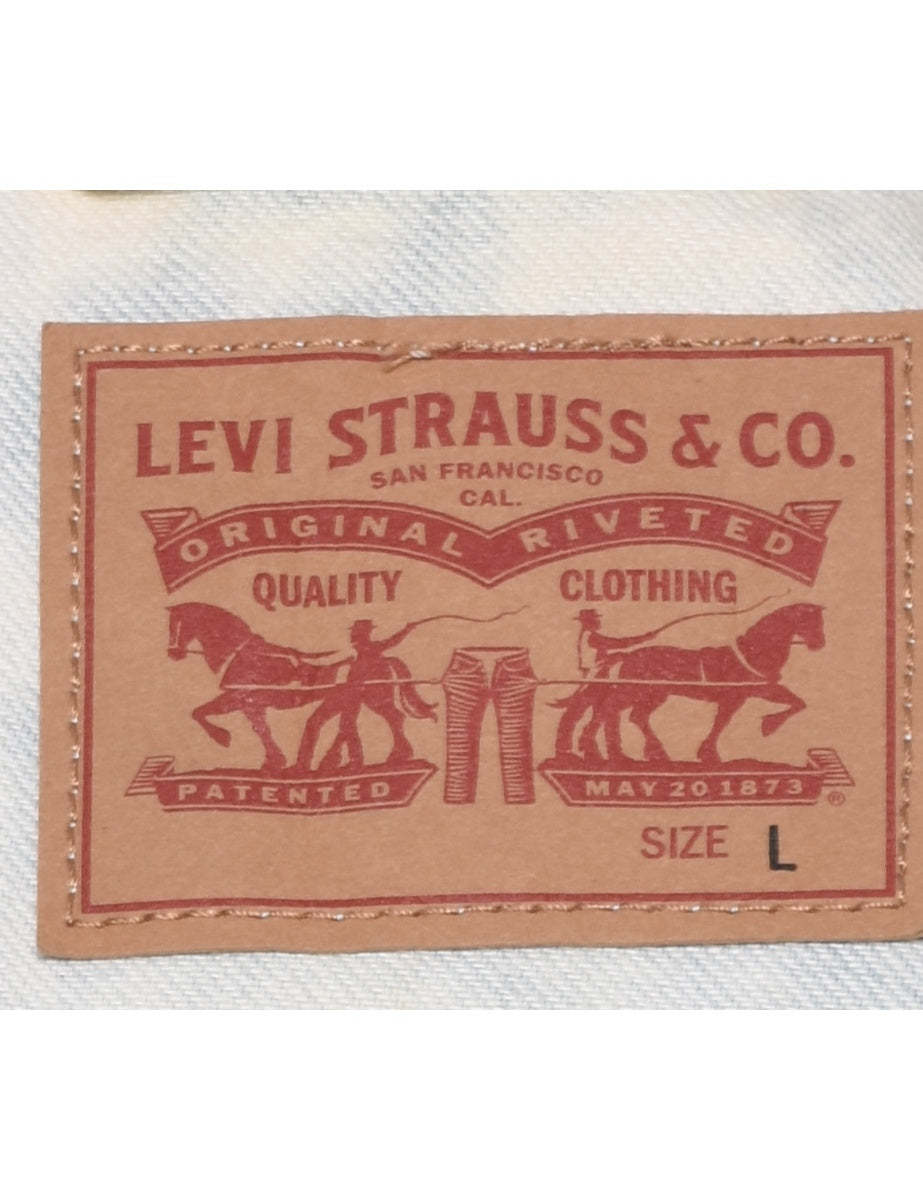 LEVI STRAUSS & CO.
SAN FRANCISCO
CAL.
ORIGINAL RIVETED
QUALITY CLOTHING
PATENTED MAY 20 1873 ®
SIZE L